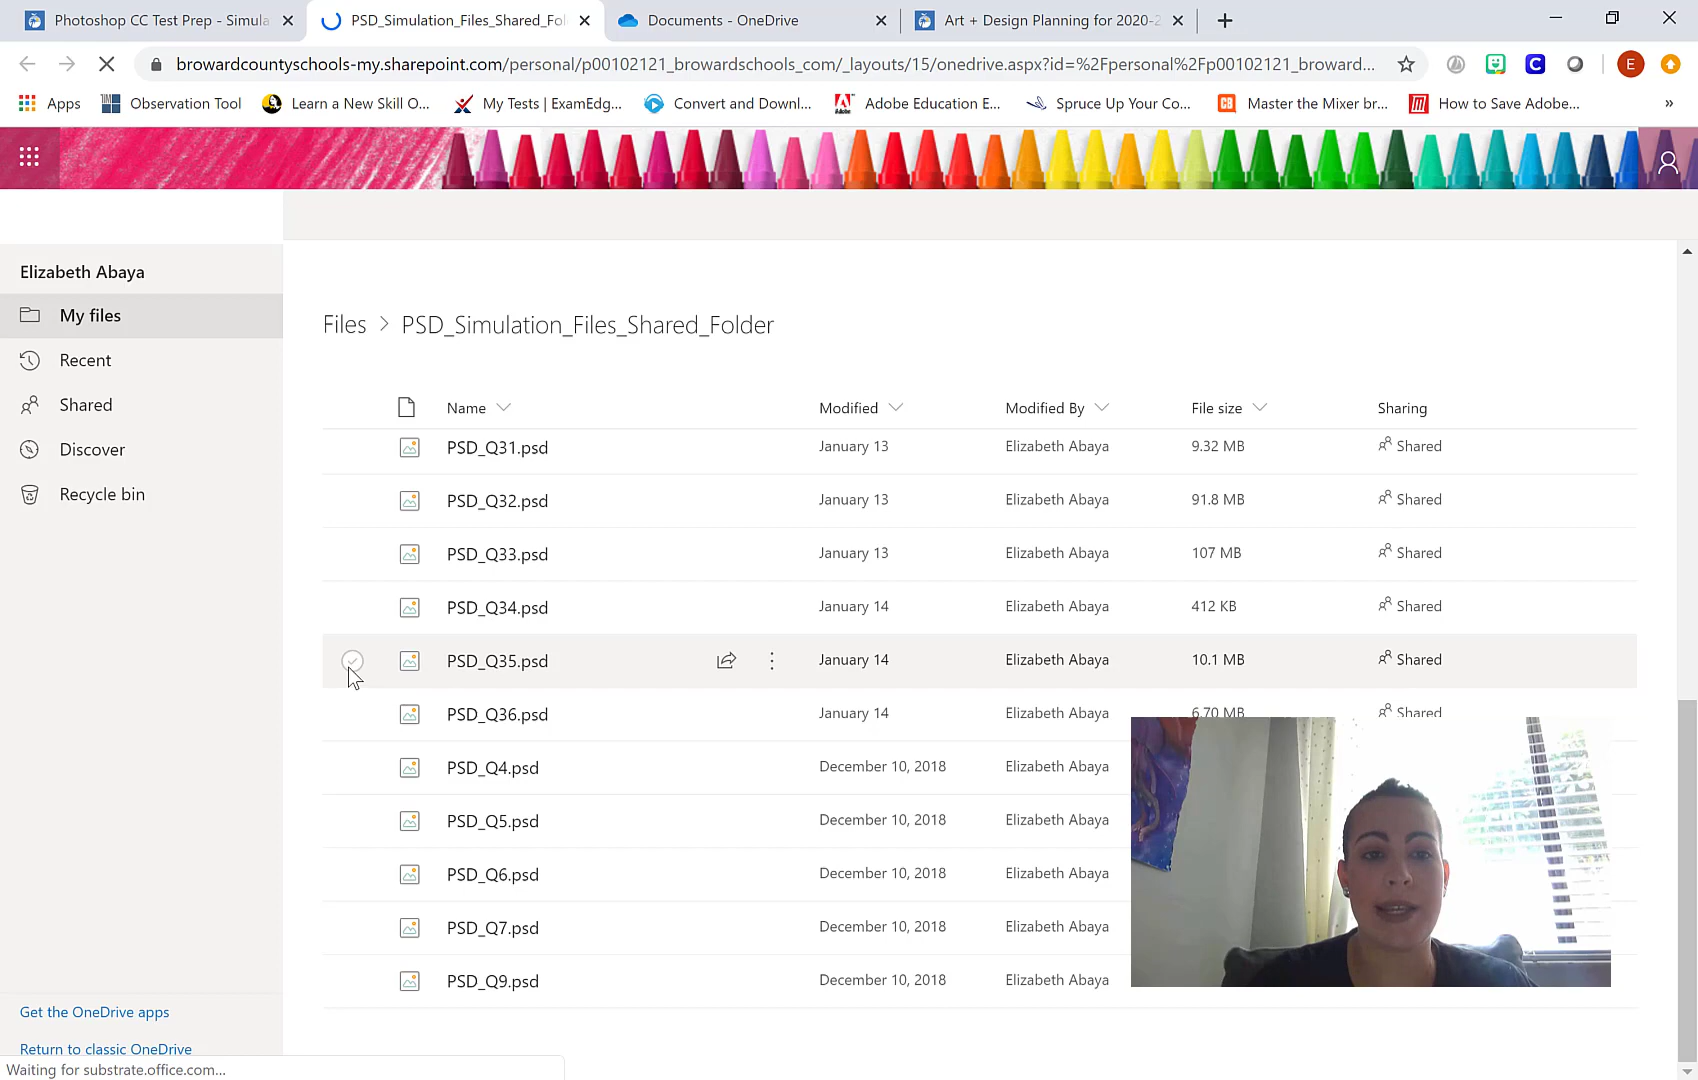 Photoshop CC Test Prep - Simula
PSD_Simulation_Files_Shared_Fo
Documents - OneDrive
Art + Design Planning for 2020-2
browardcountyschools-my.sharepoint.com/personal/p00102121_browardschools_com/_layouts/15/onedrive.aspx?id=%2Fpersonal%2Fp00102121_broward...
E
Apps
Observation Tool
Learn a New Skill O...
My Tests | ExamEdg...
Convert and Downl...
Adobe Education E...
Spruce Up Your Co...
CB Master the Mixer br...
How to Save Adobe...
»
Elizabeth Abaya
My files
Recent
Shared
Discover
Recycle bin
Get the OneDrive apps
Return to classic OneDrive
Waiting for substrate.office.com...
Files > PSD_Simulation_Files_Shared_Folder
Name Modified Modified By File size Sharing
PSD_Q31.psd January 13 Elizabeth Abaya 9.32 MB Shared
PSD_Q32.psd January 13 Elizabeth Abaya 91.8 MB Shared
PSD_Q33.psd January 13 Elizabeth Abaya 107 MB Shared
PSD_Q34.psd January 14 Elizabeth Abaya 412 KB Shared
PSD_Q35.psd January 14 Elizabeth Abaya 10.1 MB Shared
PSD_Q36.psd January 14 Elizabeth Abaya 6.70 MB Shared
PSD_Q4.psd December 10, 2018 Elizabeth Abaya
PSD_Q5.psd December 10, 2018 Elizabeth Abaya
PSD_Q6.psd December 10, 2018 Elizabeth Abaya
PSD_Q7.psd December 10, 2018 Elizabeth Abaya
PSD_Q9.psd December 10, 2018 Elizabeth Abaya